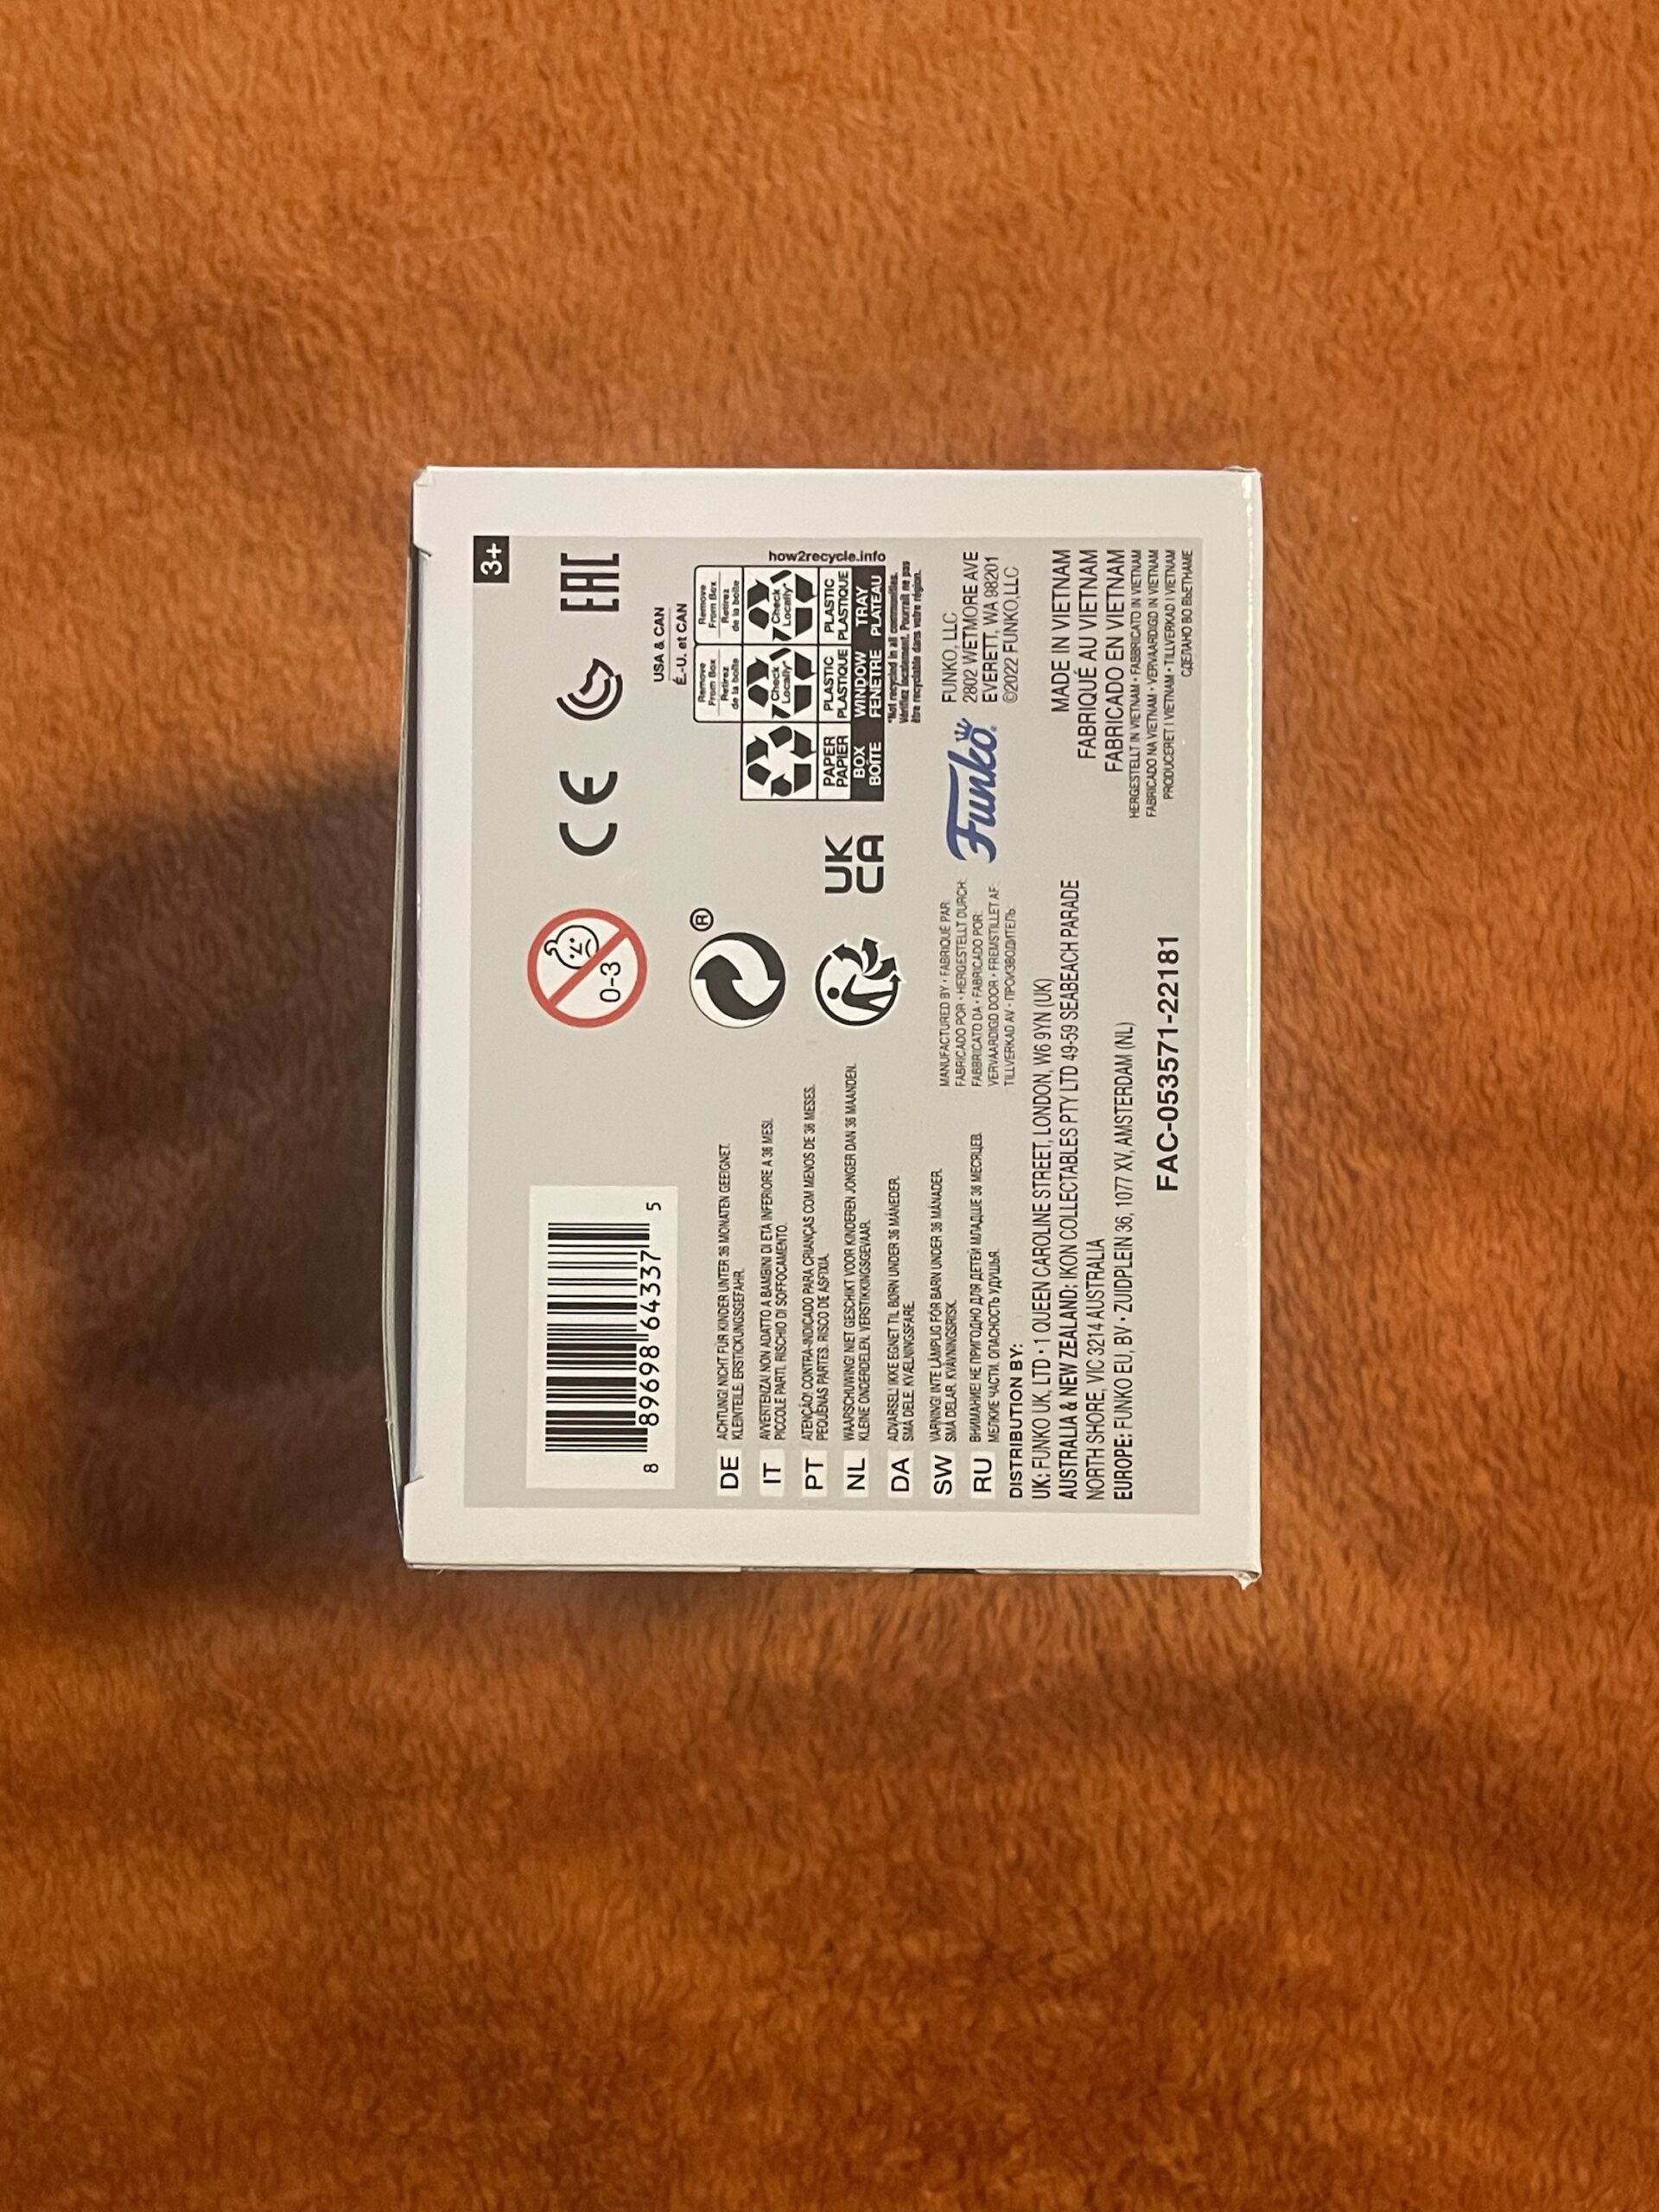 3+
8 89698 64337 5
0-3
CE
EAC
®
UK
CA
USA & CAN
É.-U. et CAN
Remove
From Box
Retirez
de la boîte
Remove
From Box
Retirez
de la boîte
Check
Locally*
Check
Locally*
PAPER
PAPIER
PLASTIC
PLASTIQUE
PLASTIC
PLASTIQUE
BOX
BOÎTE
WINDOW
FENÊTRE
TRAY
PLATEAU
how2recycle.info
*Not recycled in all communities.
Vérifiez localement. Pourrait ne pas
être recyclable dans votre région.
DE ACHTUNG! NICHT FÜR KINDER UNTER 36 MONATEN GEEIGNET.
KLEINTEILE. ERSTICKUNGSGEFAHR.
IT AVVERTENZA! NON ADATTO A BAMBINI DI ETÀ INFERIORE A 36 MESI.
PICCOLE PARTI. RISCHIO DI SOFFOCAMENTO.
PT ATENÇÃO! CONTRA-INDICADO PARA CRIANÇAS COM MENOS DE 36 MESES.
PEQUENAS PARTES. RISCO DE ASFIXIA.
NL WAARSCHUWING! NIET GESCHIKT VOOR KINDEREN JONGER DAN 36 MAANDEN.
KLEINE ONDERDELEN. VERSTIKKINGSGEVAAR.
DA ADVARSEL! IKKE EGNET TIL BØRN UNDER 36 MÅNEDER.
SMÅ DELE. KVÆLNINGSFARE.
SW VARNING! INTE LÄMPLIG FÖR BARN UNDER 36 MÅNADER.
SMÅ DELAR. KVÄVNINGSRISK.
RU ВНИМАНИЕ! НЕ ПРИГОДНО ДЛЯ ДЕТЕЙ МЛАДШЕ 36 МЕСЯЦЕВ.
МЕЛКИЕ ЧАСТИ. ОПАСНОСТЬ УДУШЬЯ.
MANUFACTURED BY • FABRIQUÉ PAR:
FABRICADO POR • HERGESTELLT DURCH:
FABBRICATO DA • FABRICADO POR:
VERVAARDIGD DOOR • FREMSTILLET AF:
TILLVERKAD AV • ПРОИЗВОДИТЕЛЬ:
Funko®
FUNKO, LLC
2802 WETMORE AVE
EVERETT, WA 98201
©2022 FUNKO,LLC
DISTRIBUTION BY:
UK: FUNKO UK, LTD • 1 QUEEN CAROLINE STREET, LONDON, W6 9YN (UK)
AUSTRALIA & NEW ZEALAND: IKON COLLECTABLES PTY LTD 49-59 SEABEACH PARADE
NORTH SHORE, VIC 3214 AUSTRALIA
EUROPE: FUNKO EU, BV • ZUIDPLEIN 36, 1077 XV, AMSTERDAM (NL)
FAC-053571-22181
MADE IN VIETNAM
FABRIQUÉ AU VIETNAM
FABRICADO EN VIETNAM
HERGESTELLT IN VIETNAM • FABBRICATO IN VIETNAM
FABRICADO NA VIETNAM • VERVAARDIGD IN VIETNAM
PRODUCERET I VIETNAM • TILLVERKAD I VIETNAM
СДЕЛАНО ВО ВЬЕТНАМЕ